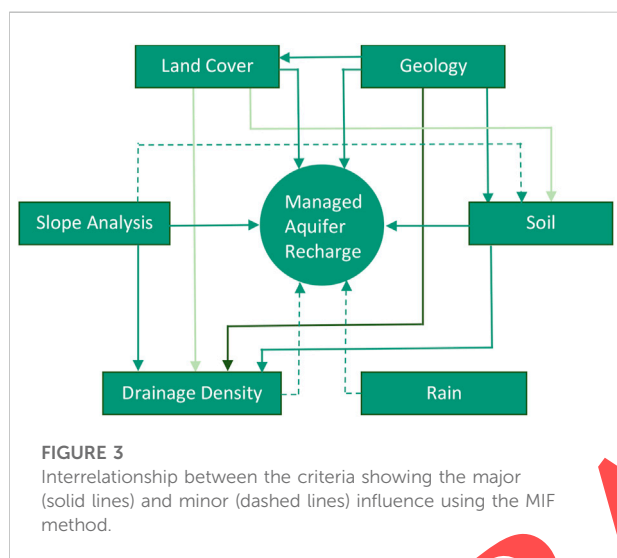 Land Cover
Geology
Managed
Aquifer
Recharge
Slope Analysis
Soil
Drainage Density
Rain
FIGURE 3
Interrelationship between the criteria showing the major
(solid lines) and minor (dashed lines) influence using the MIF
method.